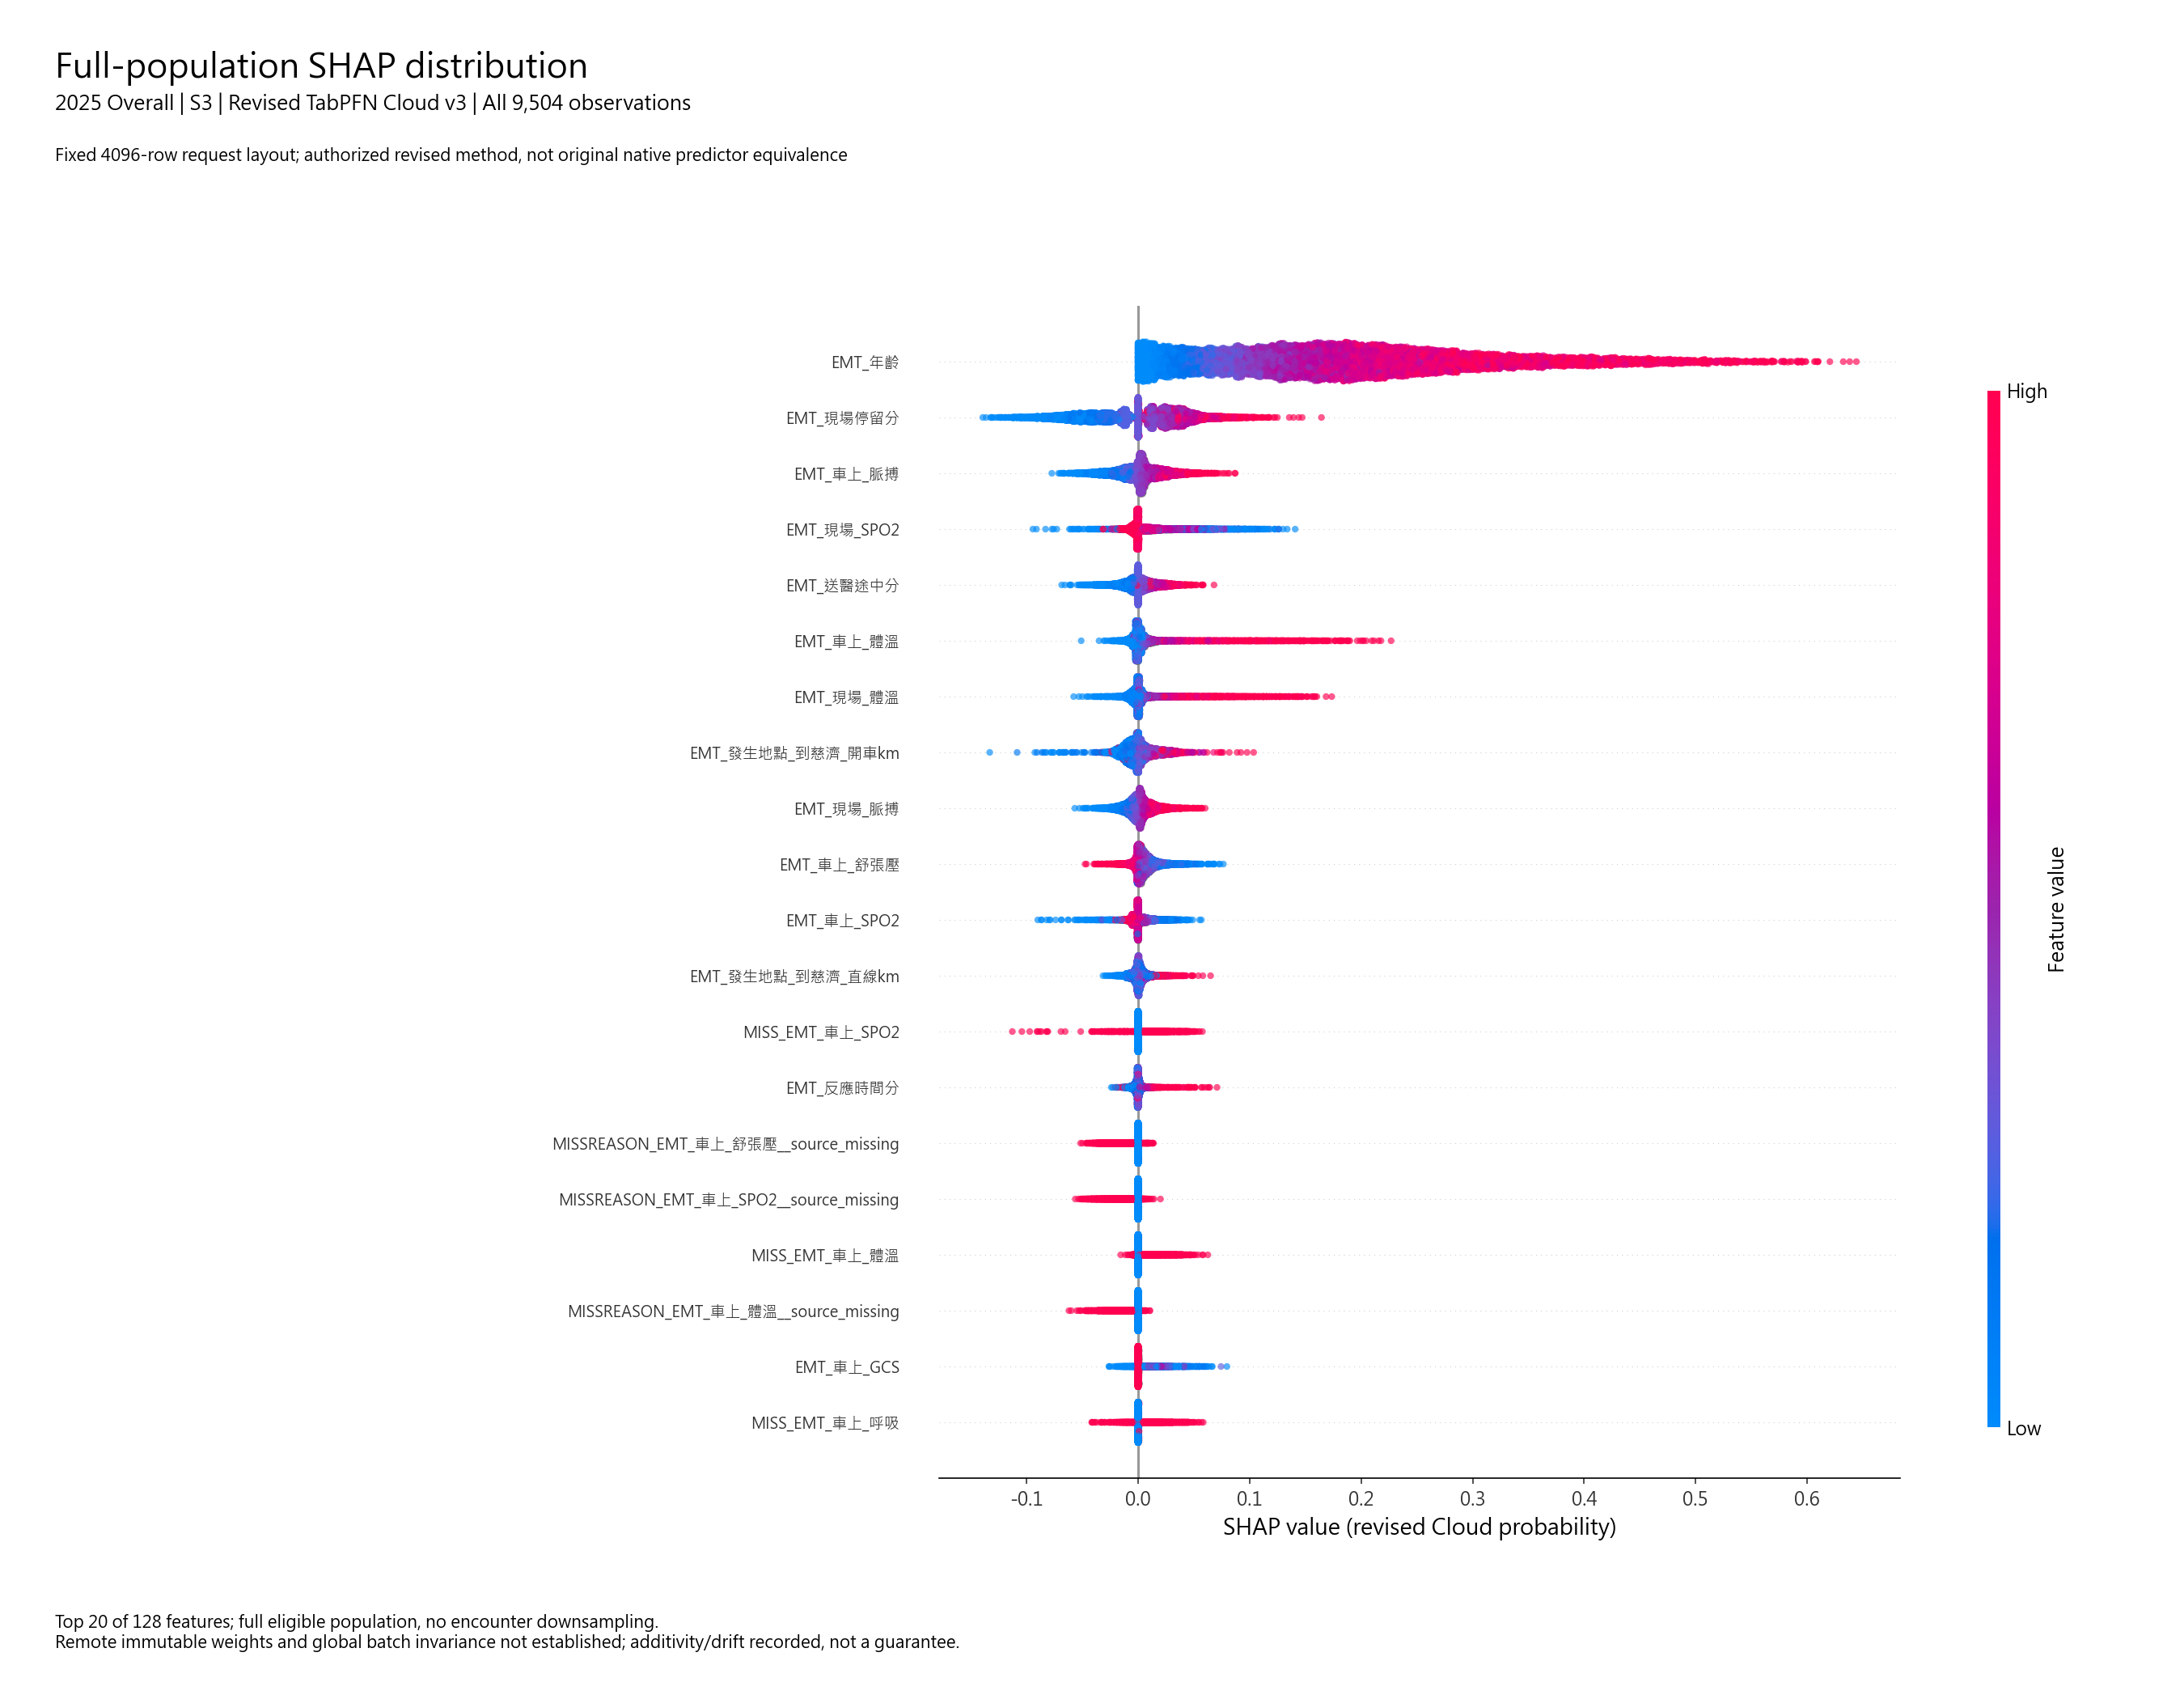 Full-population SHAP distribution
2025 Overall | S3 | Revised TabPFN Cloud v3 | All 9,504 observations
Fixed 4096-row request layout; authorized revised method, not original native predictor equivalence
EMT_年齡
EMT_現場停留分
EMT_車上_脈搏
EMT_現場_SPO2
EMT_送醫途中分
EMT_車上_體溫
EMT_現場_體溫
EMT_發生地點_到慈濟_開車km
EMT_現場_脈搏
EMT_車上_舒張壓
EMT_車上_SPO2
EMT_發生地點_到慈濟_直線km
MISS_EMT_車上_SPO2
EMT_反應時間分
MISSREASON_EMT_車上_舒張壓__source_missing
MISSREASON_EMT_車上_SPO2__source_missing
MISS_EMT_車上_體溫
MISSREASON_EMT_車上_體溫__source_missing
EMT_車上_GCS
MISS_EMT_車上_呼吸
-0.1 0.0 0.1 0.2 0.3 0.4 0.5 0.6
SHAP value (revised Cloud probability)
High
Feature value
Low
Top 20 of 128 features; full eligible population, no encounter downsampling.
Remote immutable weights and global batch invariance not established; additivity/drift recorded, not a guarantee.